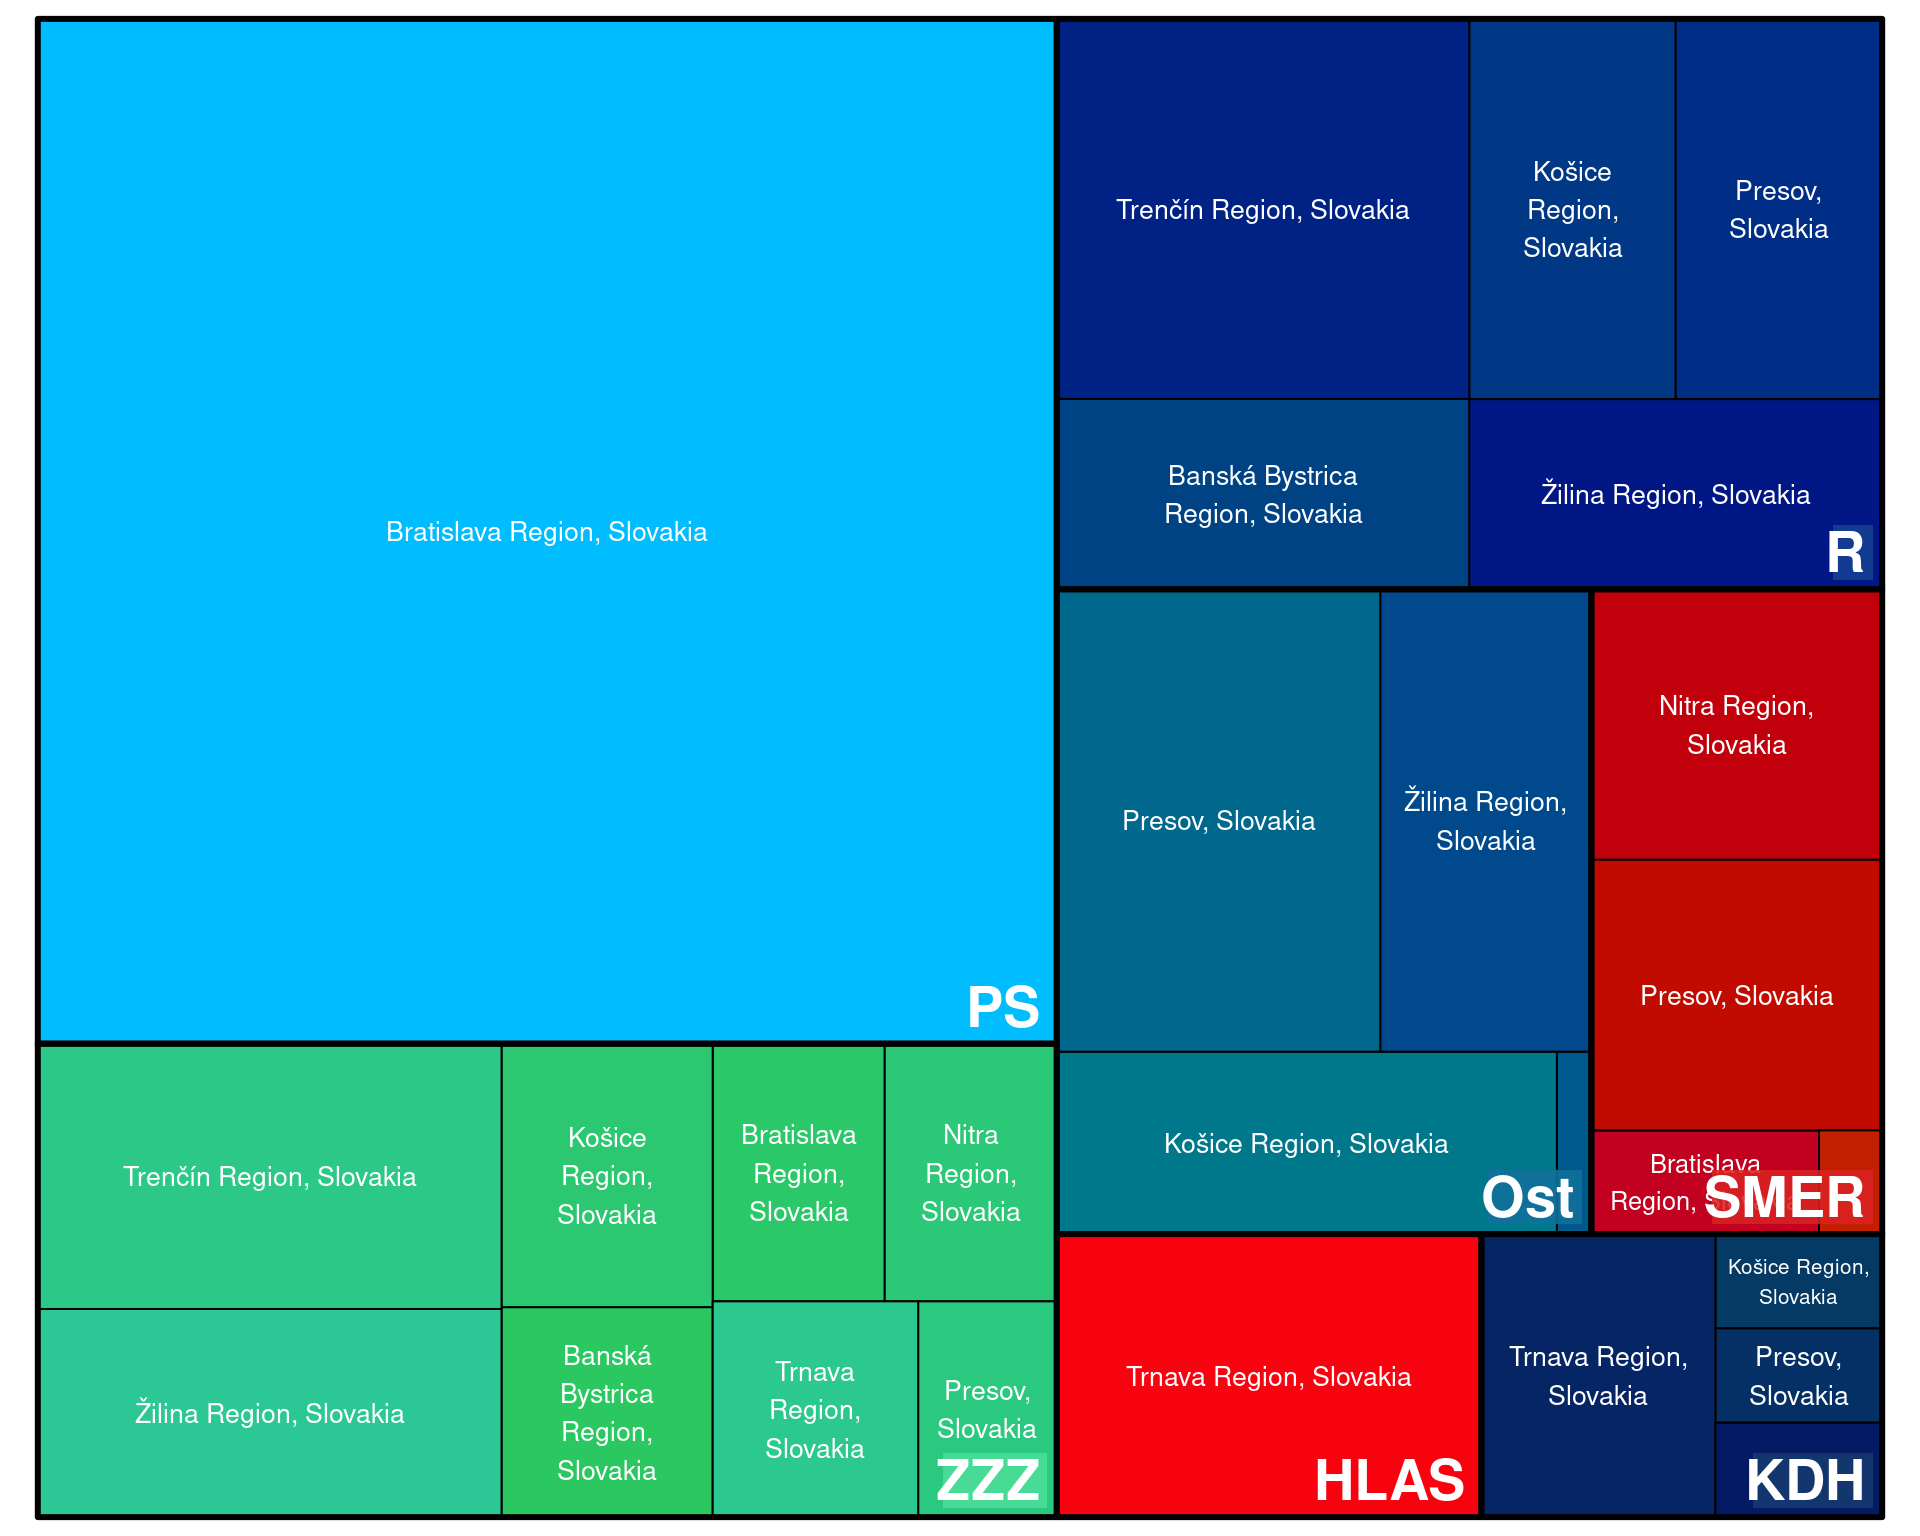 Bratislava Region, Slovakia
PS
Trenčín Region, Slovakia
Košice
Region,
Slovakia
Presov,
Slovakia
Banská Bystrica
Region, Slovakia
Žilina Region, Slovakia
R
Presov, Slovakia
Žilina Region,
Slovakia
Košice Region, Slovakia
Ost
Nitra Region,
Slovakia
Presov, Slovakia
Bratislava
Region,
SMER
Trenčín Region, Slovakia
Košice
Region,
Slovakia
Bratislava
Region,
Slovakia
Nitra
Region,
Slovakia
Žilina Region, Slovakia
Banská
Bystrica
Region,
Slovakia
Trnava
Region,
Slovakia
Presov,
Slovakia
ZZZ
Trnava Region, Slovakia
HLAS
Trnava Region,
Slovakia
Košice Region,
Slovakia
Presov,
Slovakia
KDH